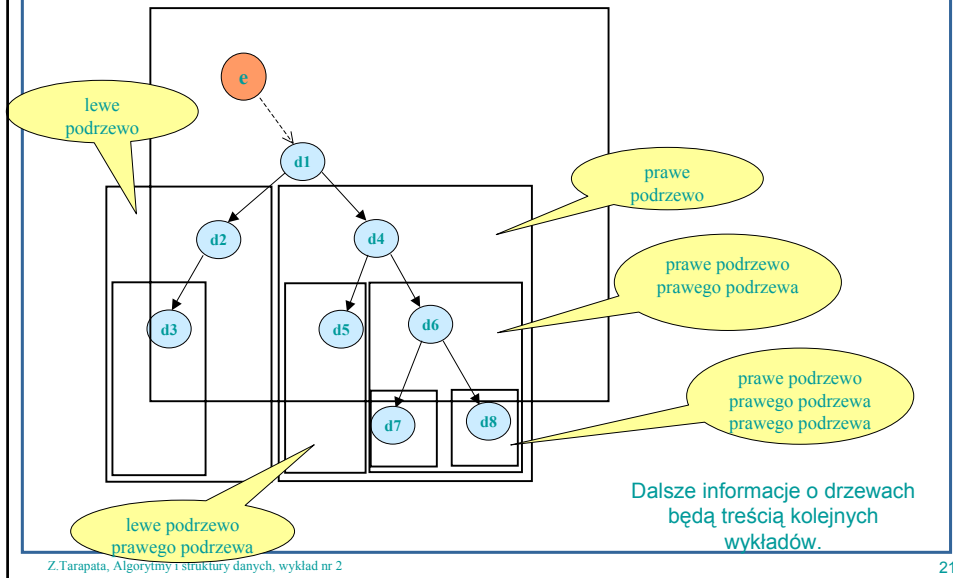 e
lewe
podrzewo
d1
prawe
podrzewo
d2
d4
prawe podrzewo
prawego podrzewa
d3
d5
d6
prawe podrzewo
prawego podrzewa
prawego podrzewa
d7
d8
lewe podrzewo
prawego podrzewa
Dalsze informacje o drzewach
będą treścią kolejnych
wykładów.
Z.Tarapata, Algorytmy i struktury danych, wykład nr 2
21